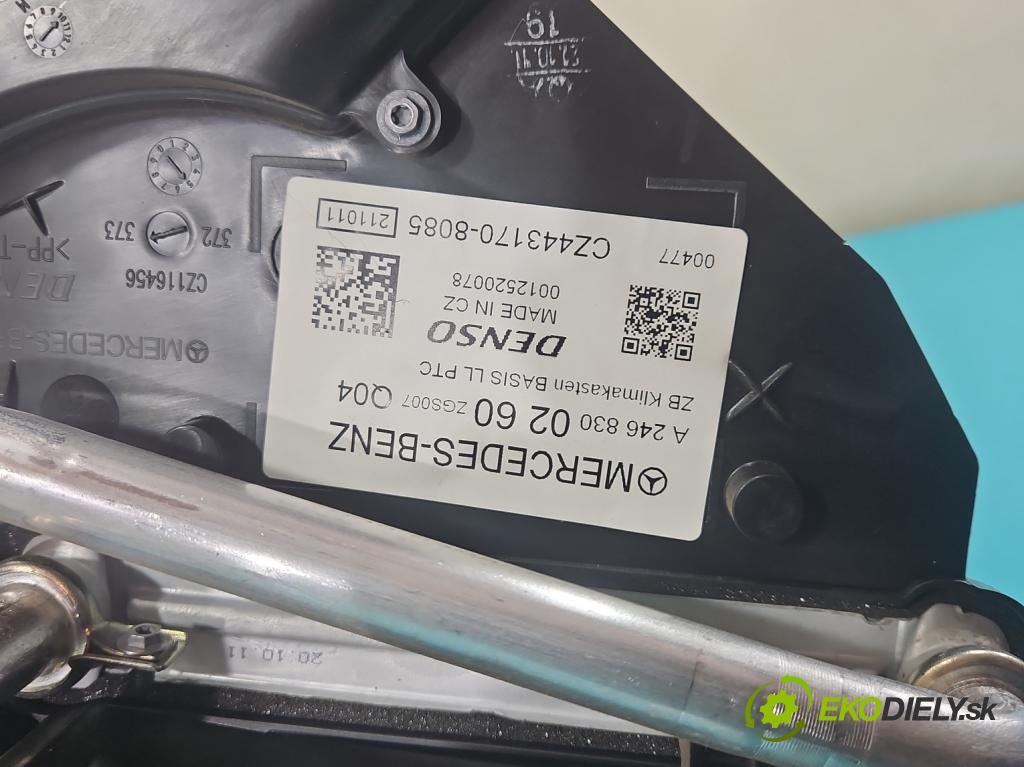 MERCEDES-BENZ
A 246 830 02 60 ZGS007 Q04
ZB Klimakasten BASIS LL PTC
DENSO
MADE IN CZ
0012520078
00477
CZ443170-8085
211011
MERCEDES-B
CZ116456
372 373
>PP-T
20.10.11
19
EKODIELY.sk